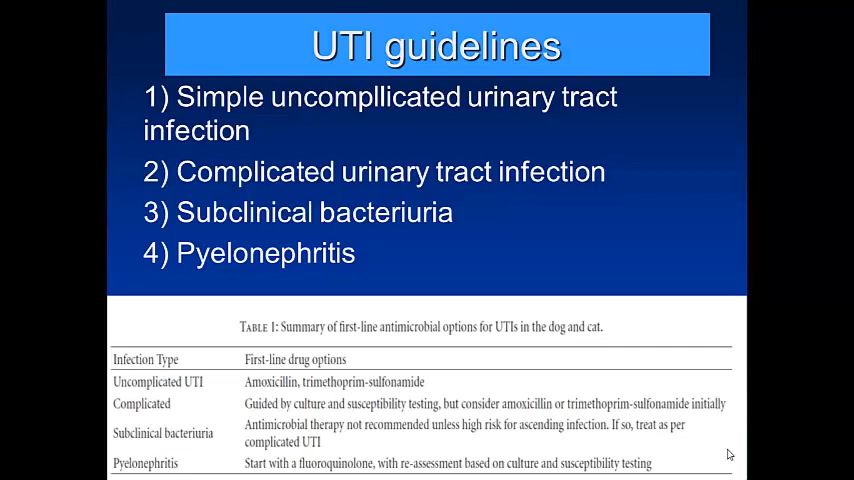 UTI guidelines
1) Simple uncompllicated urinary tract
infection
2) Complicated urinary tract infection
3) Subclinical bacteriuria
4) Pyelonephritis
TABLE 1: Summary of first-line antimicrobial options for UTIs in the dog and cat.
Infection Type First-line drug options
Uncomplicated UTI Amoxicillin, trimethoprim-sulfonamide
Complicated Guided by culture and susceptibility testing, but consider amoxicillin or trimethoprim-sulfonamide initially
Subclinical bacteriuria Antimicrobial therapy not recommended unless high risk for ascending infection. If so, treat as per
complicated UTI
Pyelonephritis Start with a fluoroquinolone, with re-assessment based on culture and susceptibility testing